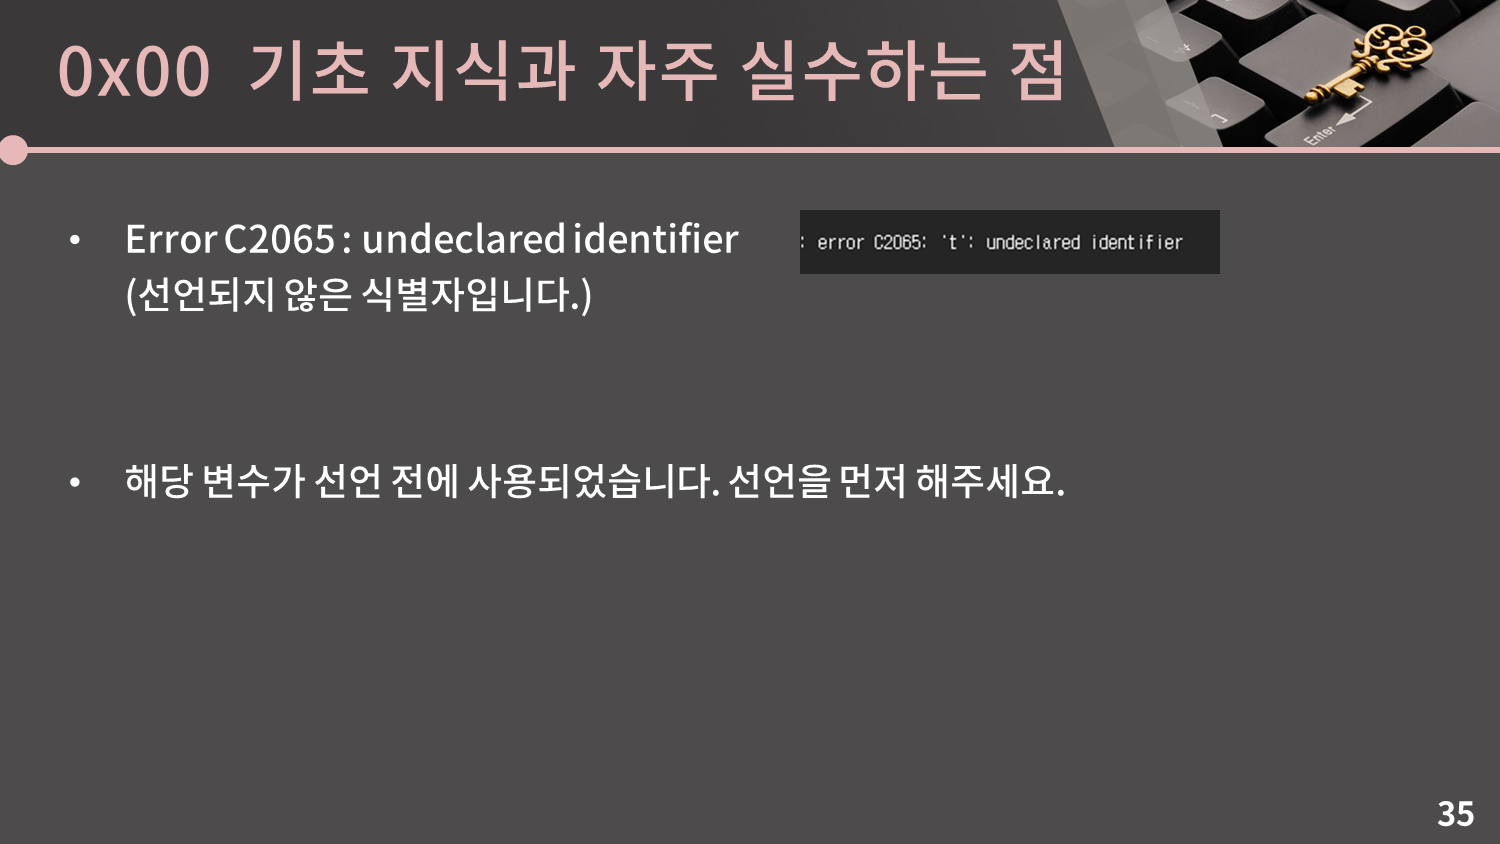 0x00 기초 지식과 자주 실수하는 점
Enter
• Error C2065 : undeclared identifier
(선언되지 않은 식별자입니다.)
: error C2065: 't': undeclared identifier
• 해당 변수가 선언 전에 사용되었습니다. 선언을 먼저 해주세요.
35